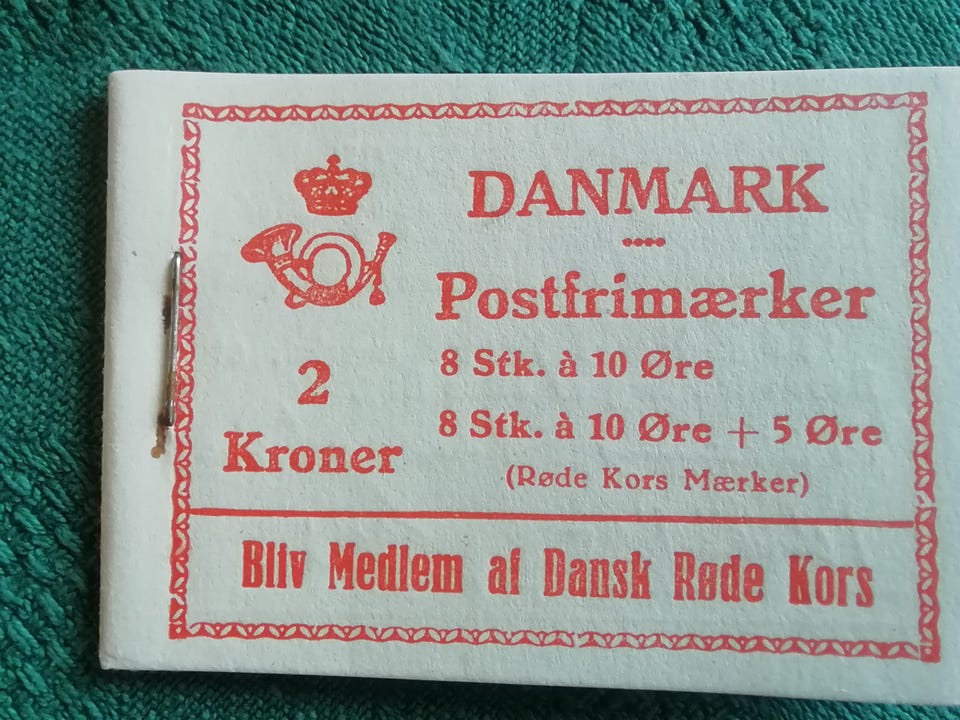 DANMARK
Postfrimærker
2
Kroner
8 Stk. à 10 Øre
8 Stk. à 10 Øre + 5 Øre
(Røde Kors Mærker)
Bliv Medlem af Dansk Røde Kors